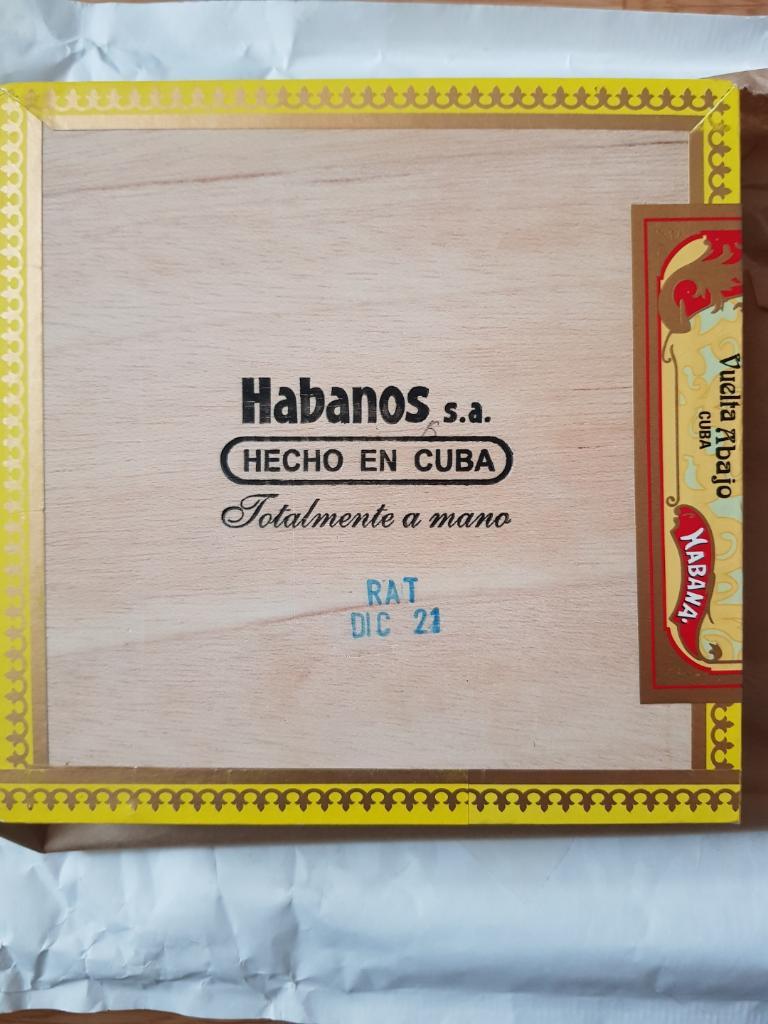 Habanos s.a.
HECHO EN CUBA
Totalmente a mano
RAT
DIC 21
Vuelta Abajo
CUBA
HABANA.